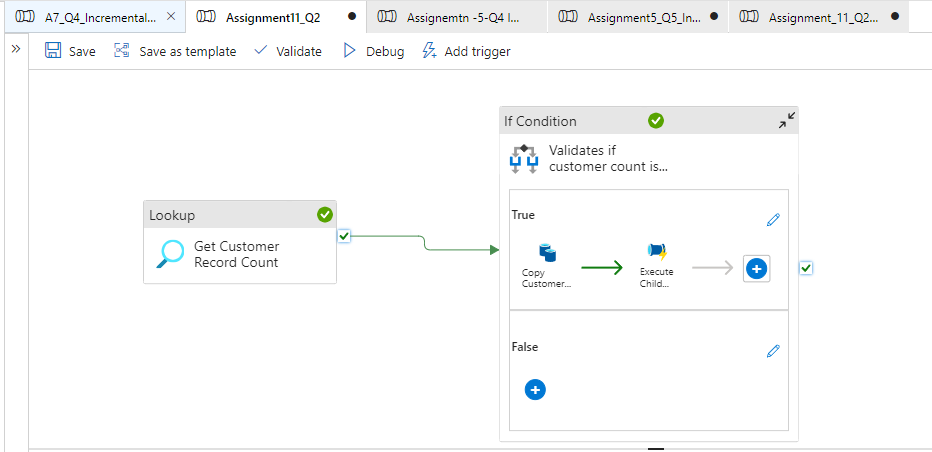 A7_Q4_Incremental...
Assignment11_Q2
Assignemtn -5-Q4 I...
Assignment5_Q5_In...
Assignment_11_Q2...
Save
Save as template
Validate
Debug
Add trigger
If Condition
Validates if
customer count is...
Lookup
Get Customer
Record Count
True
Copy
Customer...
Execute
Child...
False